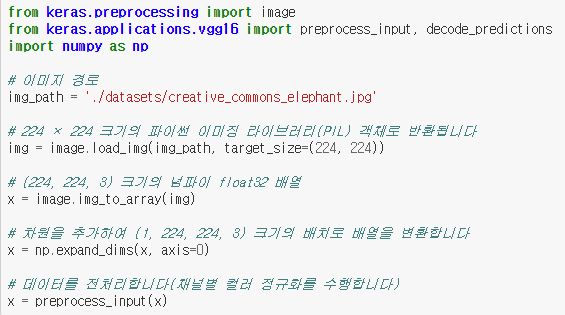 from keras.preprocessing import image
from keras.applications.vgg16 import preprocess_input, decode_predictions
import numpy as np
# 이미지 경로
img_path = './datasets/creative_commons_elephant.jpg'
# 224 × 224 크기의 파이썬 이미징 라이브러리(PIL) 객체로 반환됩니다
img = image.load_img(img_path, target_size=(224, 224))
# (224, 224, 3) 크기의 넘파이 float32 배열
x = image.img_to_array(img)
# 차원을 추가하여 (1, 224, 224, 3) 크기의 배치로 배열을 변환합니다
x = np.expand_dims(x, axis=0)
# 데이터를 전처리합니다(채널별 컬러 정규화를 수행합니다)
x = preprocess_input(x)